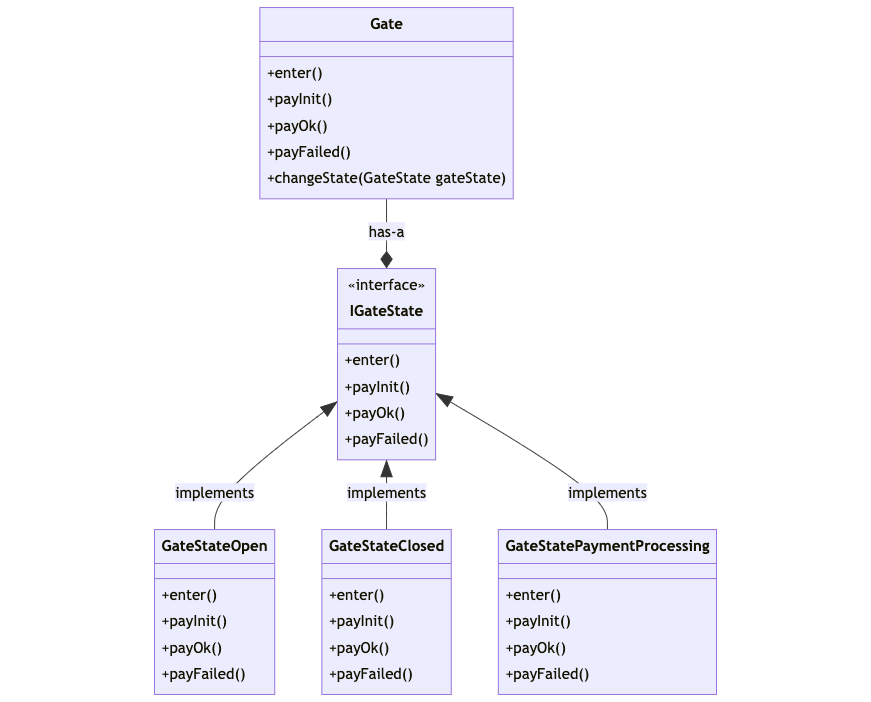 Gate
+enter()
+payInit()
+payOk()
+payFailed()
+changeState(GateState gateState)
has-a
«interface»
IGateState
+enter()
+payInit()
+payOk()
+payFailed()
implements
implements
implements
GateStateOpen
+enter()
+payInit()
+payOk()
+payFailed()
GateStateClosed
+enter()
+payInit()
+payOk()
+payFailed()
GateStatePaymentProcessing
+enter()
+payInit()
+payOk()
+payFailed()